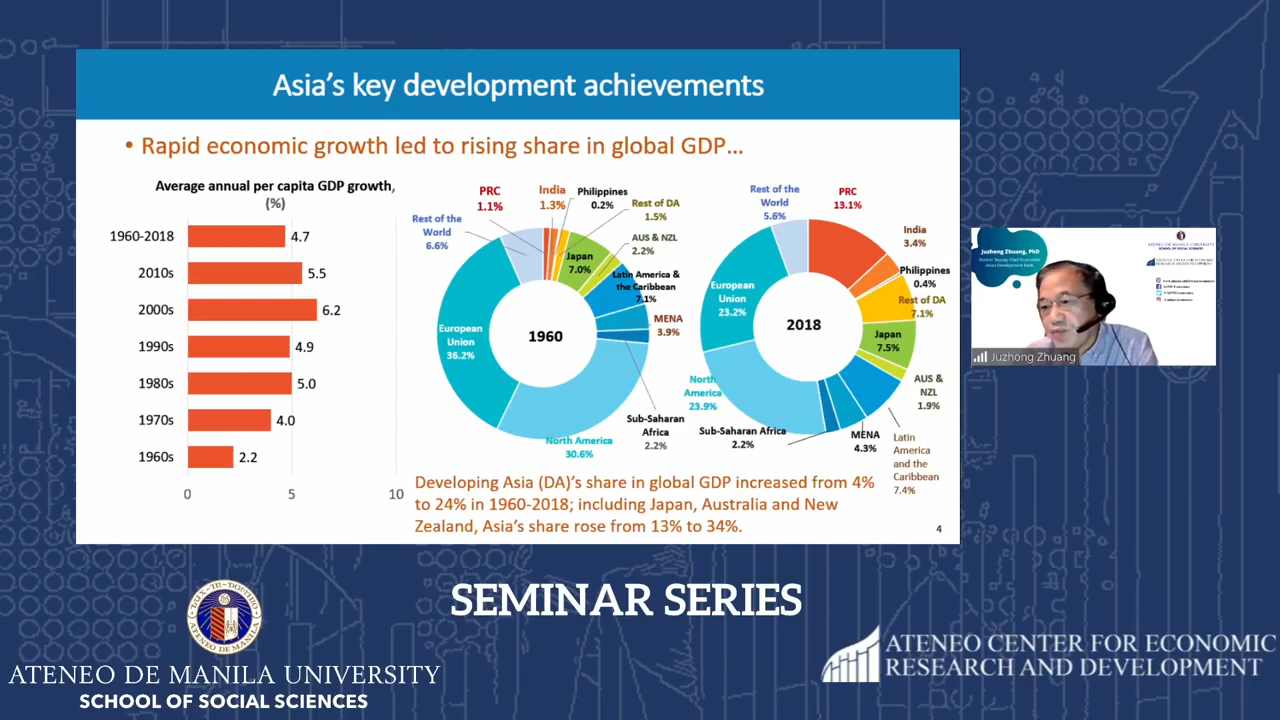 Asia's key development achievements
• Rapid economic growth led to rising share in global GDP...
Average annual per capita GDP growth,
(%)
1960-2018
4.7
2010s
5.5
2000s
6.2
1990s
4.9
1980s
5.0
1970s
4.0
1960s
2.2
0
5
10
PRC
1.1%
India
1.3%
Philippines
0.2%
Rest of DA
1.5%
AUS & NZL
2.2%
Japan
7.0%
Latin America &
the Caribbean
7.1%
MENA
3.9%
Sub-Saharan
Africa
2.2%
North America
30.6%
European
Union
36.2%
Rest of the
World
6.6%
1960
Rest of the
World
5.6%
PRC
13.1%
India
3.4%
Philippines
0.4%
Rest of DA
7.1%
Japan
7.5%
AUS &
NZL
1.9%
Latin
America
and the
Caribbean
7.4%
MENA
4.3%
Sub-Saharan Africa
2.2%
North
America
23.9%
European
Union
23.2%
2018
Developing Asia (DA)'s share in global GDP increased from 4%
to 24% in 1960-2018; including Japan, Australia and New
Zealand, Asia's share rose from 13% to 34%.
4
Juzhong Zhuang, PhD
Juzhong Zhuang
SEMINAR SERIES
ATENEO DE MANILA UNIVERSITY
SCHOOL OF SOCIAL SCIENCES
ATENEO CENTER FOR ECONOMIC
RESEARCH AND DEVELOPMENT